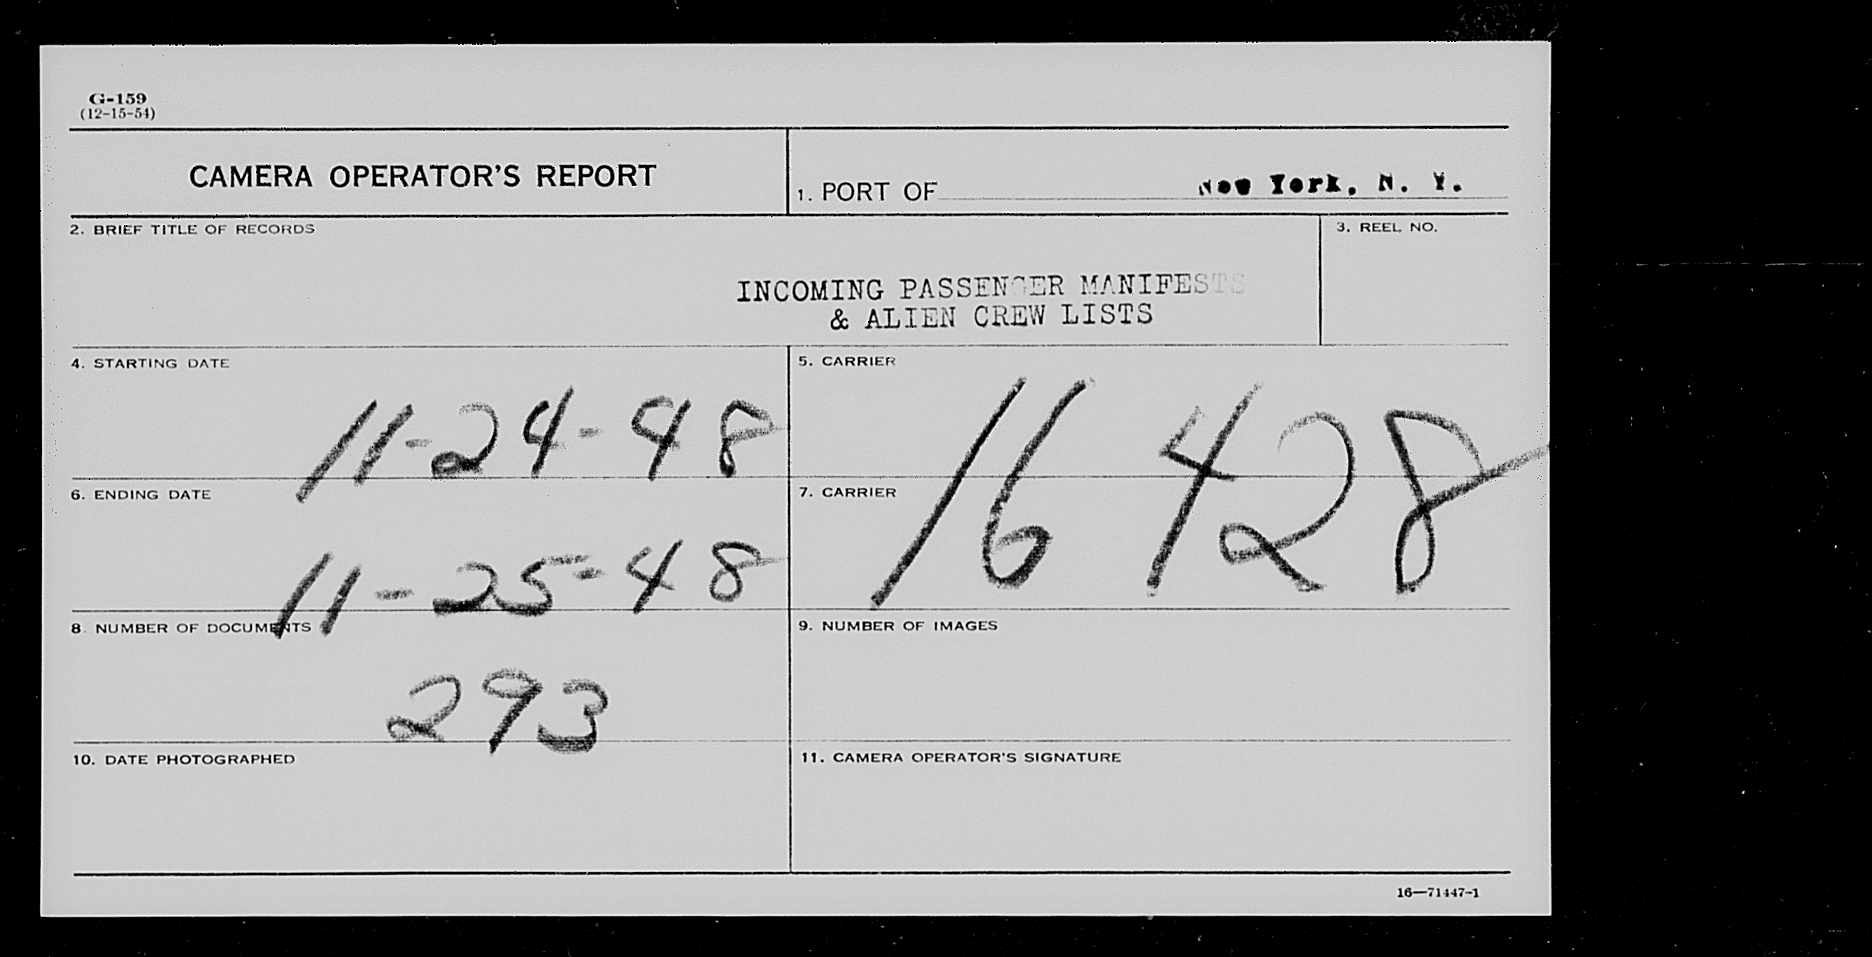 G-159
(12-15-54)
CAMERA OPERATOR'S REPORT
1. PORT OF New York, N. Y.
2. BRIEF TITLE OF RECORDS
3. REEL NO.
INCOMING PASSENGER MANIFESTS
& ALIEN CREW LISTS
4. STARTING DATE
11-24-48
5. CARRIER
16428
6. ENDING DATE
11-25-48
7. CARRIER
8. NUMBER OF DOCUMENTS
293
9. NUMBER OF IMAGES
10. DATE PHOTOGRAPHED
11. CAMERA OPERATOR'S SIGNATURE
16—71447-1